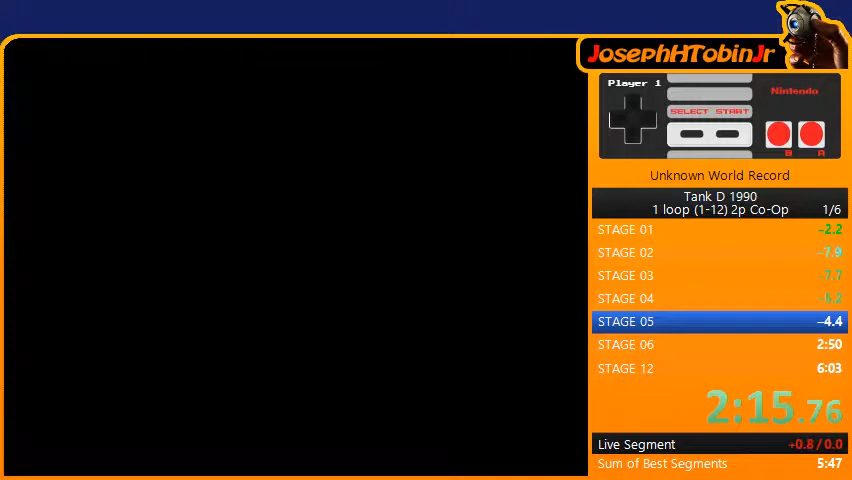 JosephHTobinJr
Player 1
Nintendo
SELECT START
B A
Unknown World Record
Tank D 1990
1 loop (1-12) 2p Co-Op 1/6
STAGE 01 −2.2
STAGE 02 −7.9
STAGE 03 −7.7
STAGE 04 −5.2
STAGE 05 −4.4
STAGE 06 2:50
STAGE 12 6:03
2:15.76
Live Segment +0.8/0.0
Sum of Best Segments 5:47